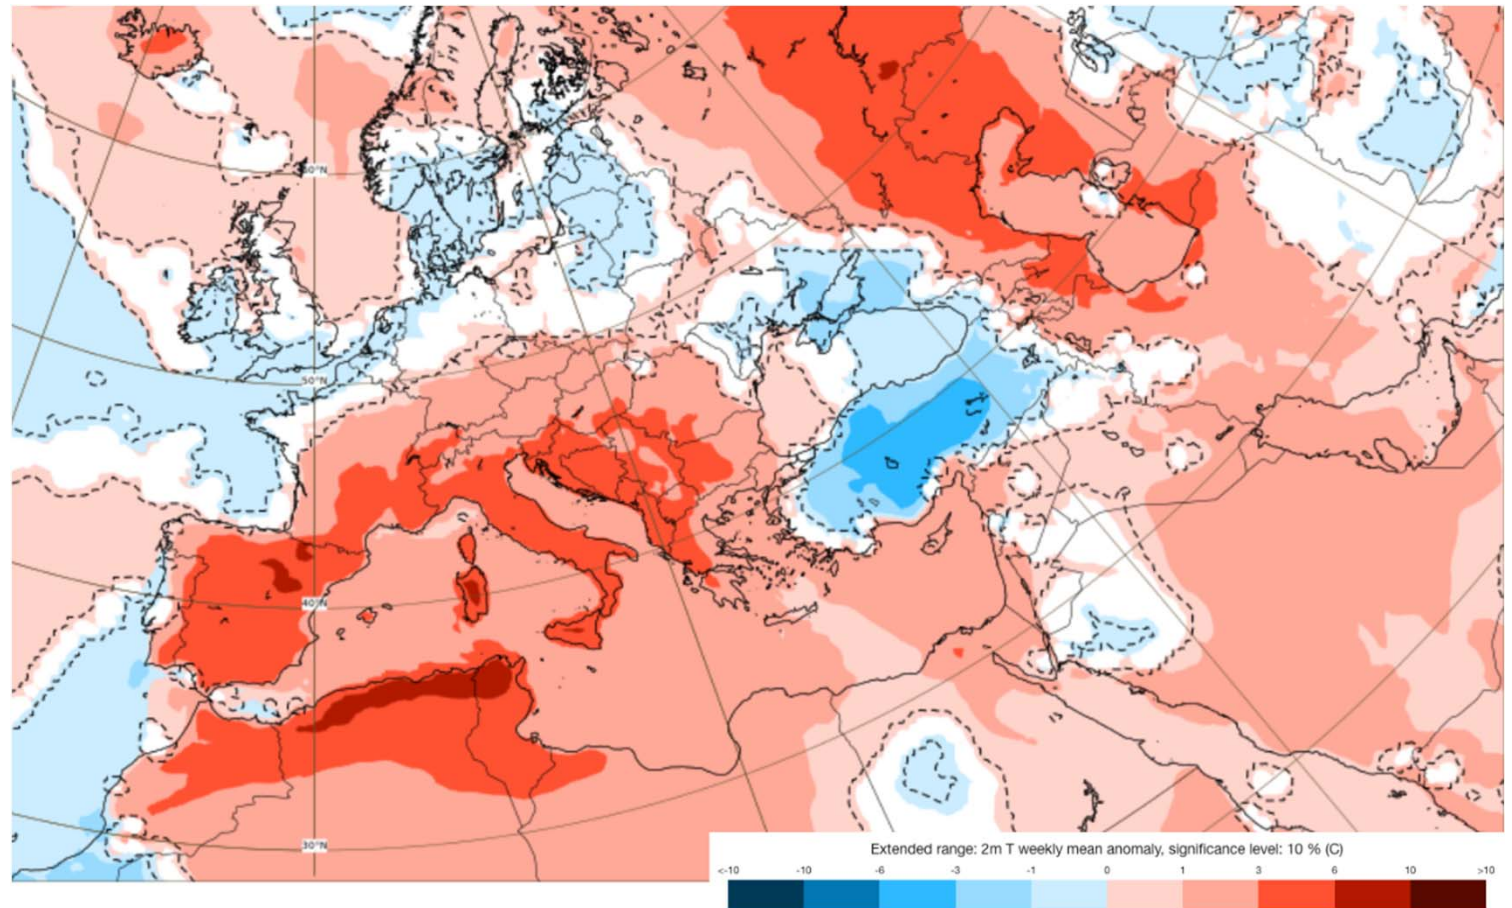 60°N
50°N
40°N
30°N
Extended range: 2m T weekly mean anomaly, significance level: 10 % (C)
<-10 -10 -6 -3 -1 0 1 3 6 10 >10